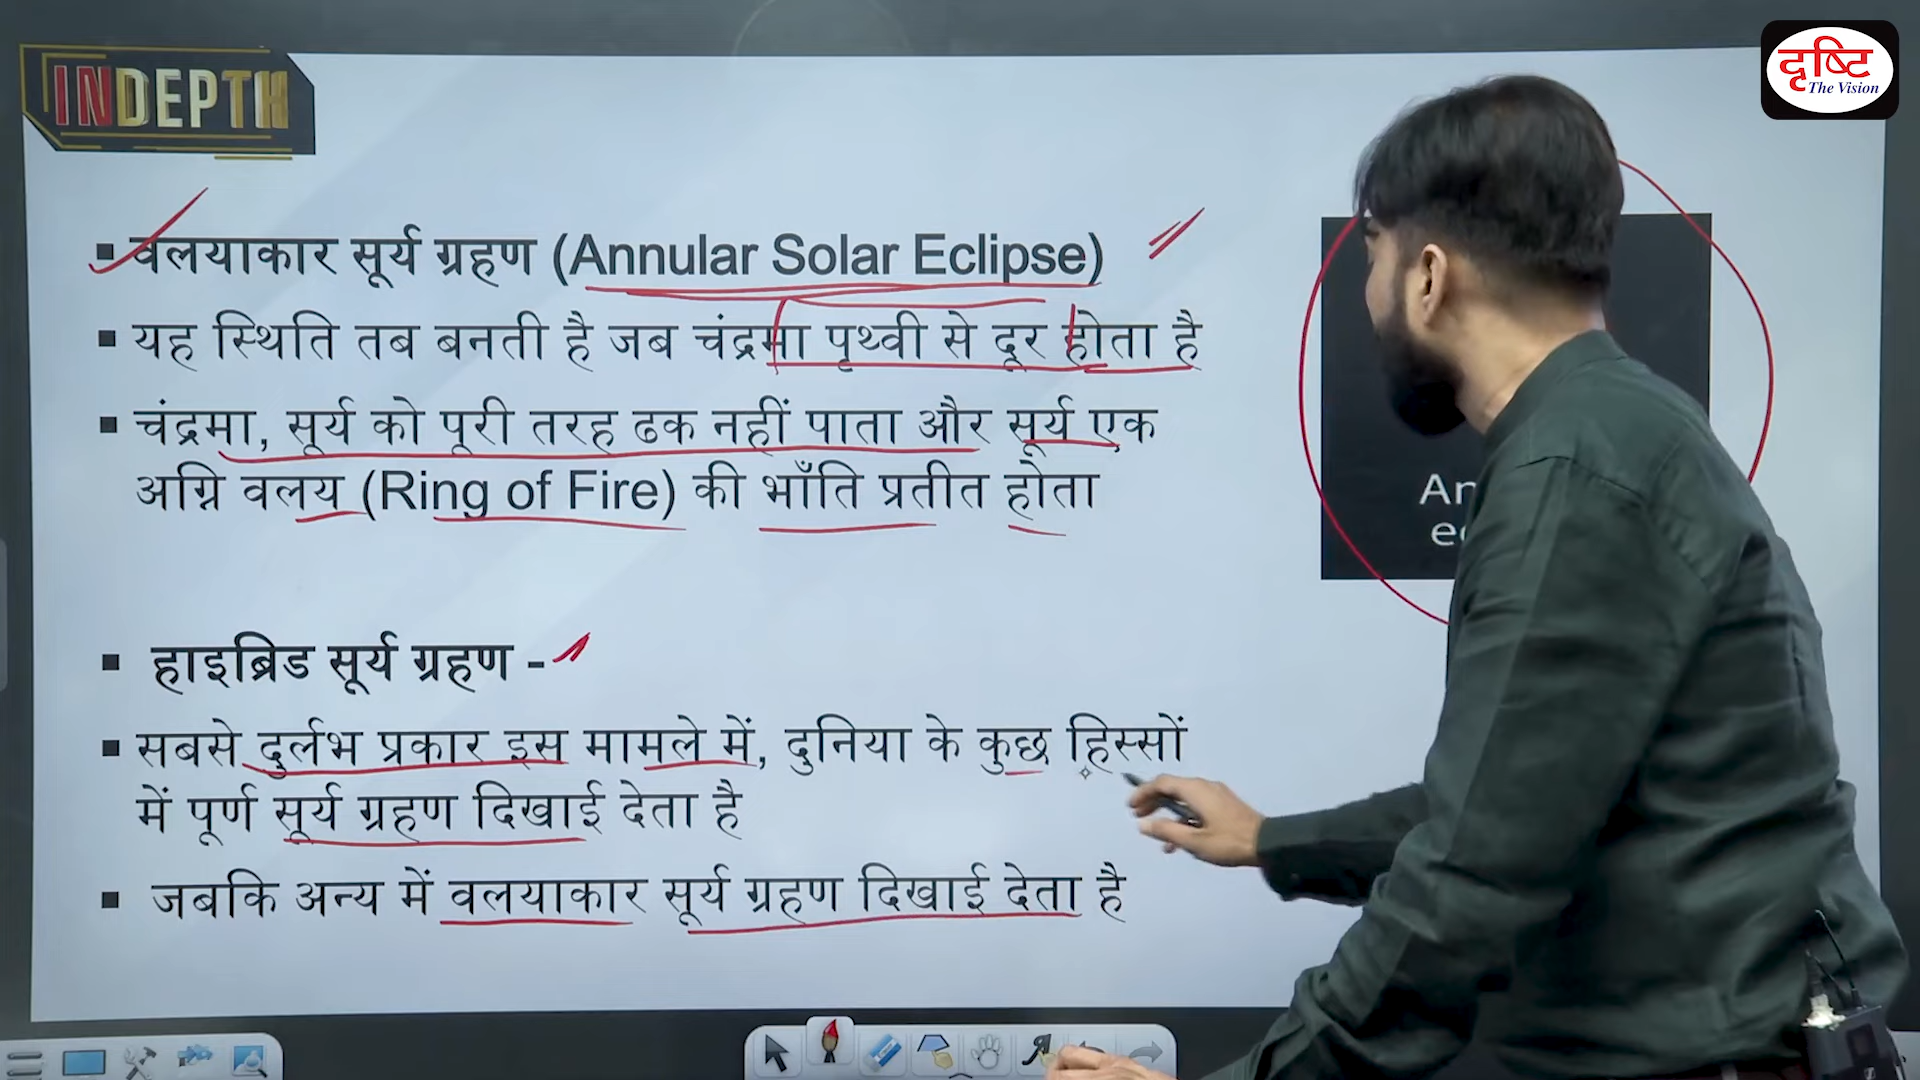 INDEPTH
दृष्टि
The Vision
▪ वलयाकार सूर्य ग्रहण (Annular Solar Eclipse)
▪ यह स्थिति तब बनती है जब चंद्रमा पृथ्वी से दूर होता है
▪ चंद्रमा, सूर्य को पूरी तरह ढक नहीं पाता और सूर्य एक
अग्नि वलय (Ring of Fire) की भाँति प्रतीत होता
▪ हाइब्रिड सूर्य ग्रहण -
▪ सबसे दुर्लभ प्रकार इस मामले में, दुनिया के कुछ हिस्सों
में पूर्ण सूर्य ग्रहण दिखाई देता है
▪ जबकि अन्य में वलयाकार सूर्य ग्रहण दिखाई देता है